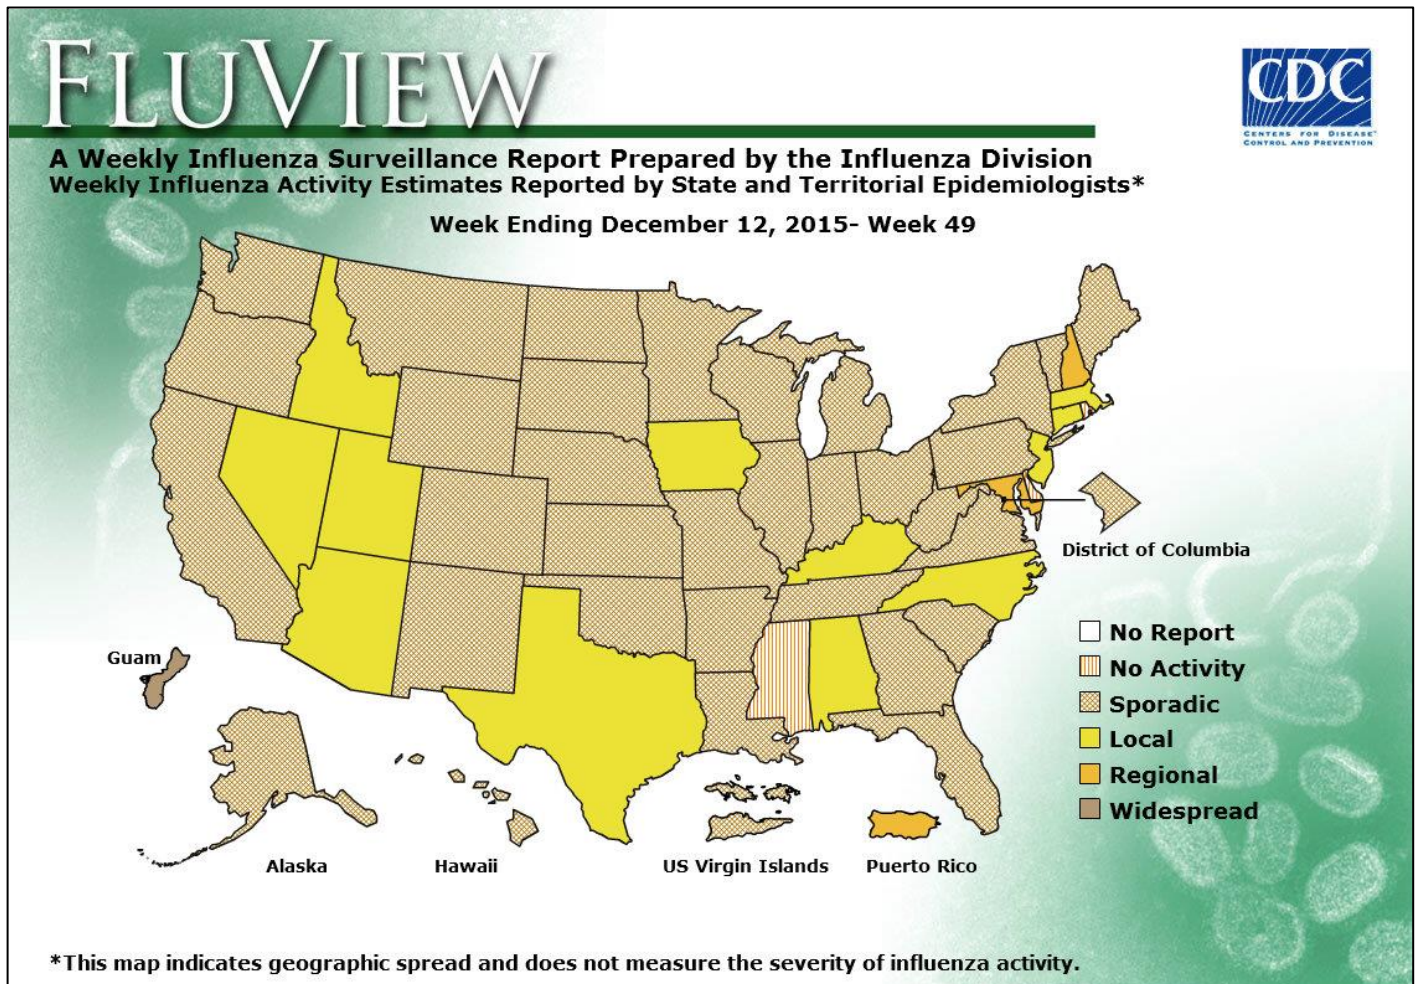 FLUVIEW
CDC
CENTERS FOR DISEASE
CONTROL AND PREVENTION
A Weekly Influenza Surveillance Report Prepared by the Influenza Division
Weekly Influenza Activity Estimates Reported by State and Territorial Epidemiologists*
Week Ending December 12, 2015- Week 49
District of Columbia
No Report
No Activity
Sporadic
Local
Regional
Widespread
Guam
Alaska
Hawaii
US Virgin Islands
Puerto Rico
*This map indicates geographic spread and does not measure the severity of influenza activity.